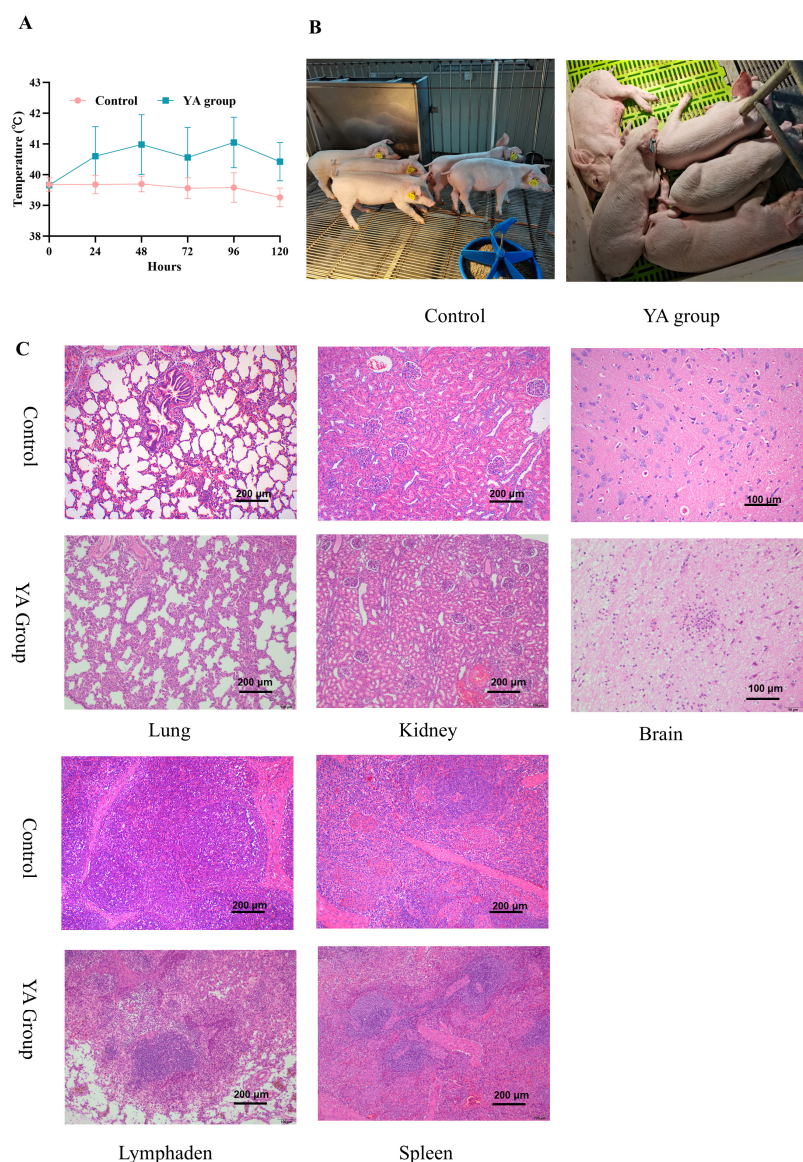 A
B
Temperature (℃)
43
42
41
40
39
38
Control
YA group
0
24
48
72
96
120
Hours
Control
YA group
C
Control
200 μm
200 μm
100 μm
YA Group
200 μm
200 μm
100 μm
Lung
Kidney
Brain
Control
200 μm
200 μm
YA Group
200 μm
200 μm
Lymphaden
Spleen